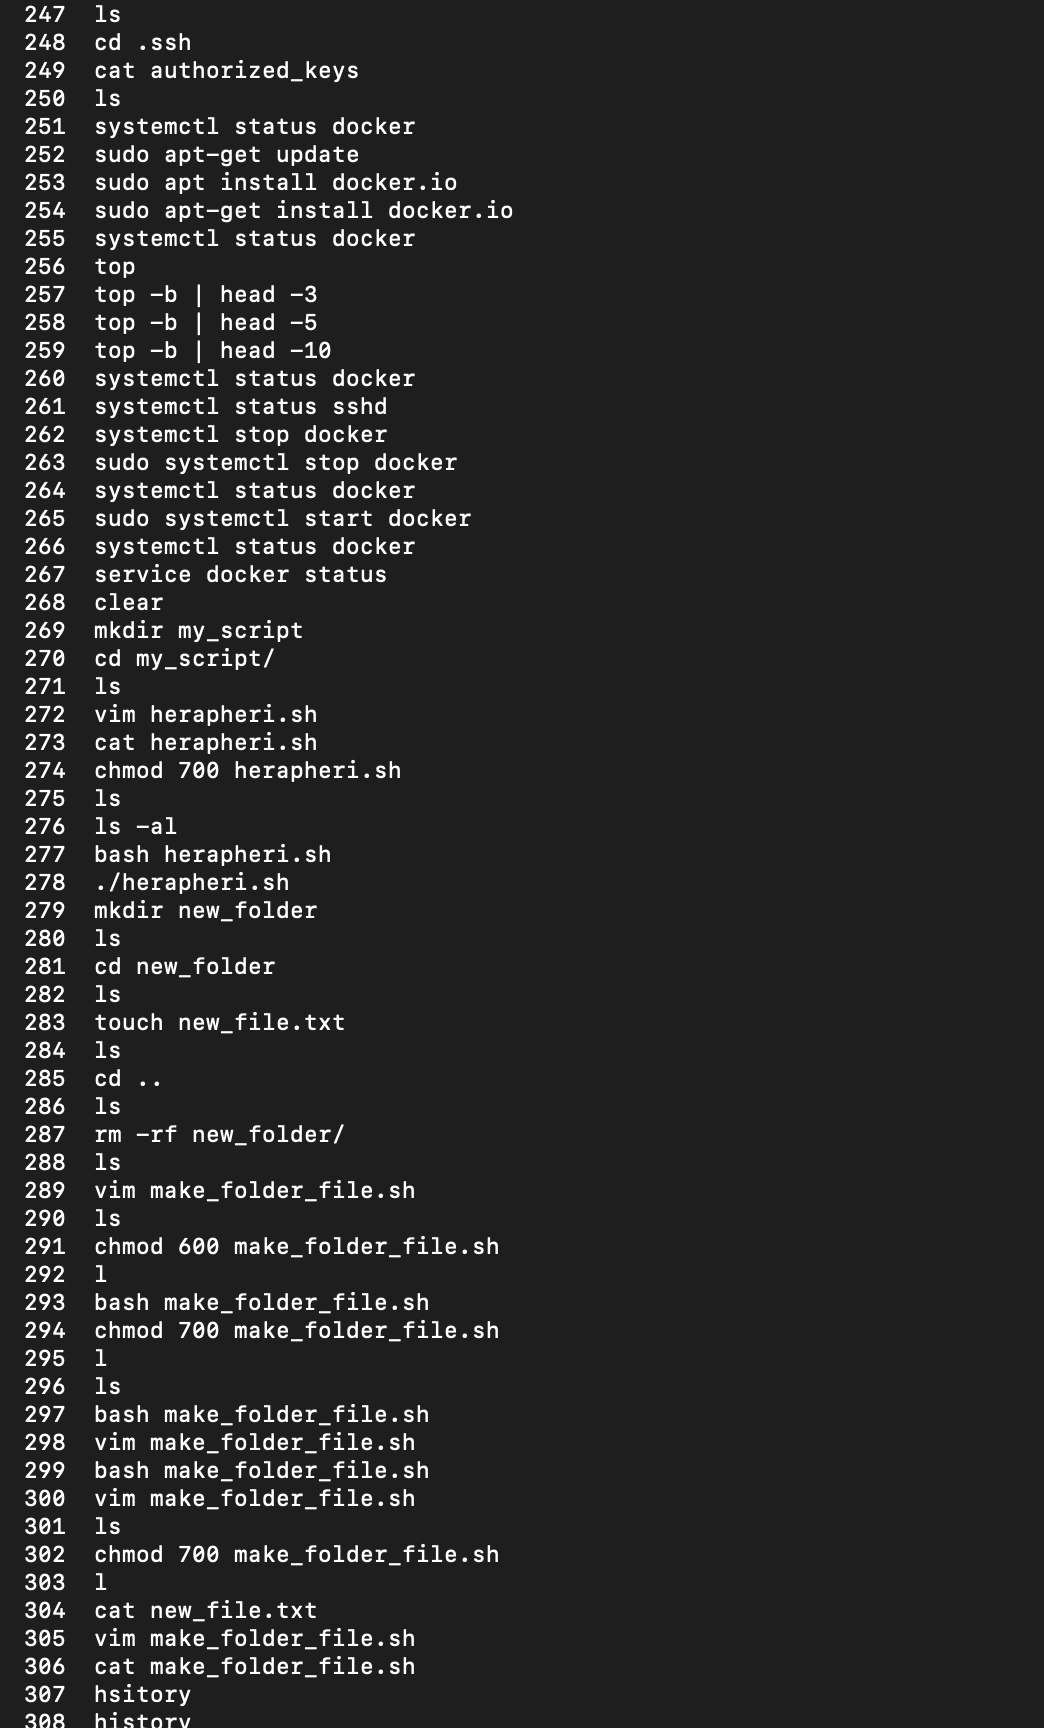 247 ls
248 cd .ssh
249 cat authorized_keys
250 ls
251 systemctl status docker
252 sudo apt-get update
253 sudo apt install docker.io
254 sudo apt-get install docker.io
255 systemctl status docker
256 top
257 top -b | head -3
258 top -b | head -5
259 top -b | head -10
260 systemctl status docker
261 systemctl status sshd
262 systemctl stop docker
263 sudo systemctl stop docker
264 systemctl status docker
265 sudo systemctl start docker
266 systemctl status docker
267 service docker status
268 clear
269 mkdir my_script
270 cd my_script/
271 ls
272 vim herapheri.sh
273 cat herapheri.sh
274 chmod 700 herapheri.sh
275 ls
276 ls -al
277 bash herapheri.sh
278 ./herapheri.sh
279 mkdir new_folder
280 ls
281 cd new_folder
282 ls
283 touch new_file.txt
284 ls
285 cd ..
286 ls
287 rm -rf new_folder/
288 ls
289 vim make_folder_file.sh
290 ls
291 chmod 600 make_folder_file.sh
292 l
293 bash make_folder_file.sh
294 chmod 700 make_folder_file.sh
295 l
296 ls
297 bash make_folder_file.sh
298 vim make_folder_file.sh
299 bash make_folder_file.sh
300 vim make_folder_file.sh
301 ls
302 chmod 700 make_folder_file.sh
303 l
304 cat new_file.txt
305 vim make_folder_file.sh
306 cat make_folder_file.sh
307 hsitory
308 history